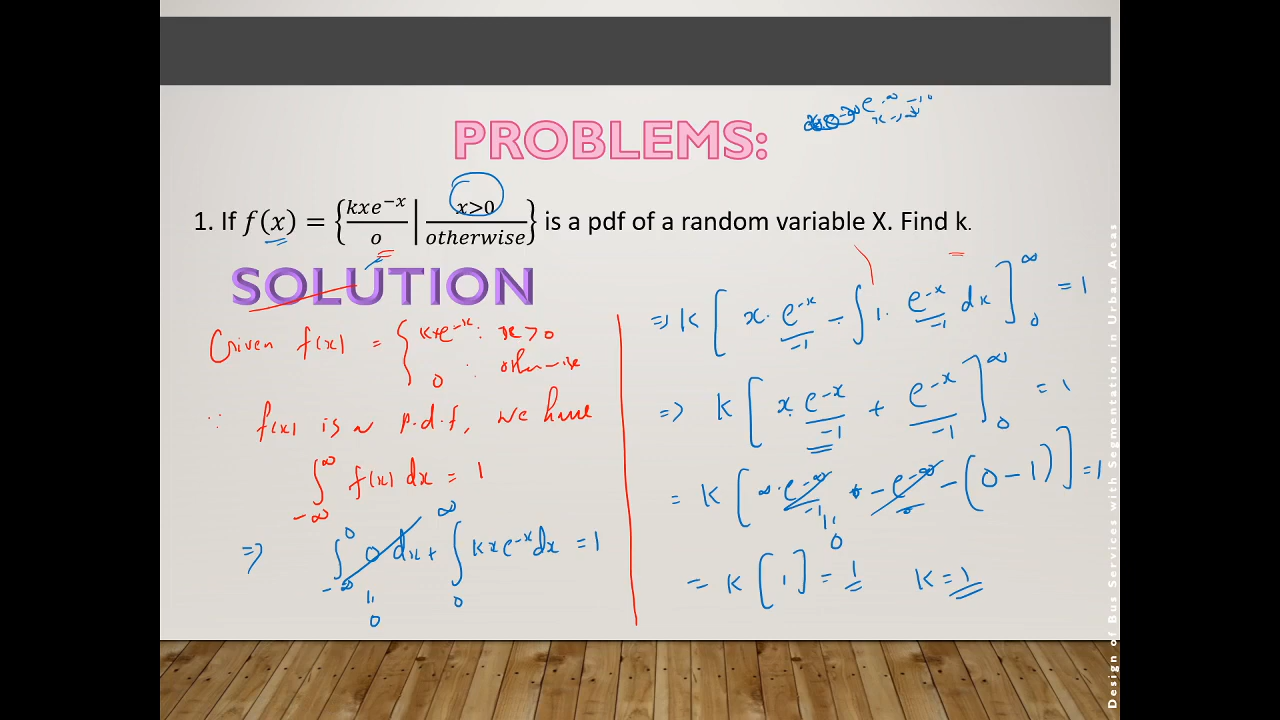 PROBLEMS:
1. If f(x) = {kxe^{-x}/o | x>0/otherwise} is a pdf of a random variable X. Find k.
SOLUTION
Given f(x) = { kxe^{-x} : x > 0
0 : otherwise
∵ f(x) is a p.d.f, we have
∫_{-∞}^{∞} f(x) dx = 1
=> ∫_{-∞}^{0} 0 dx + ∫_{0}^{∞} kxe^{-x} dx = 1
11
0
=> k [ x. e^{-x}/-1 - ∫ 1. e^{-x}/-1 dx ]_{0}^{∞} = 1
=> k [ x. e^{-x}/-1 + e^{-x}/-1 ]_{0}^{∞} = 1
= k [ ∞. e^{-∞}/-1 - e^{-∞} - (0-1) ] = 1
11
0
= k [1] = 1 k = 1
Design of Bus Services with Segmentation in Urban Areas